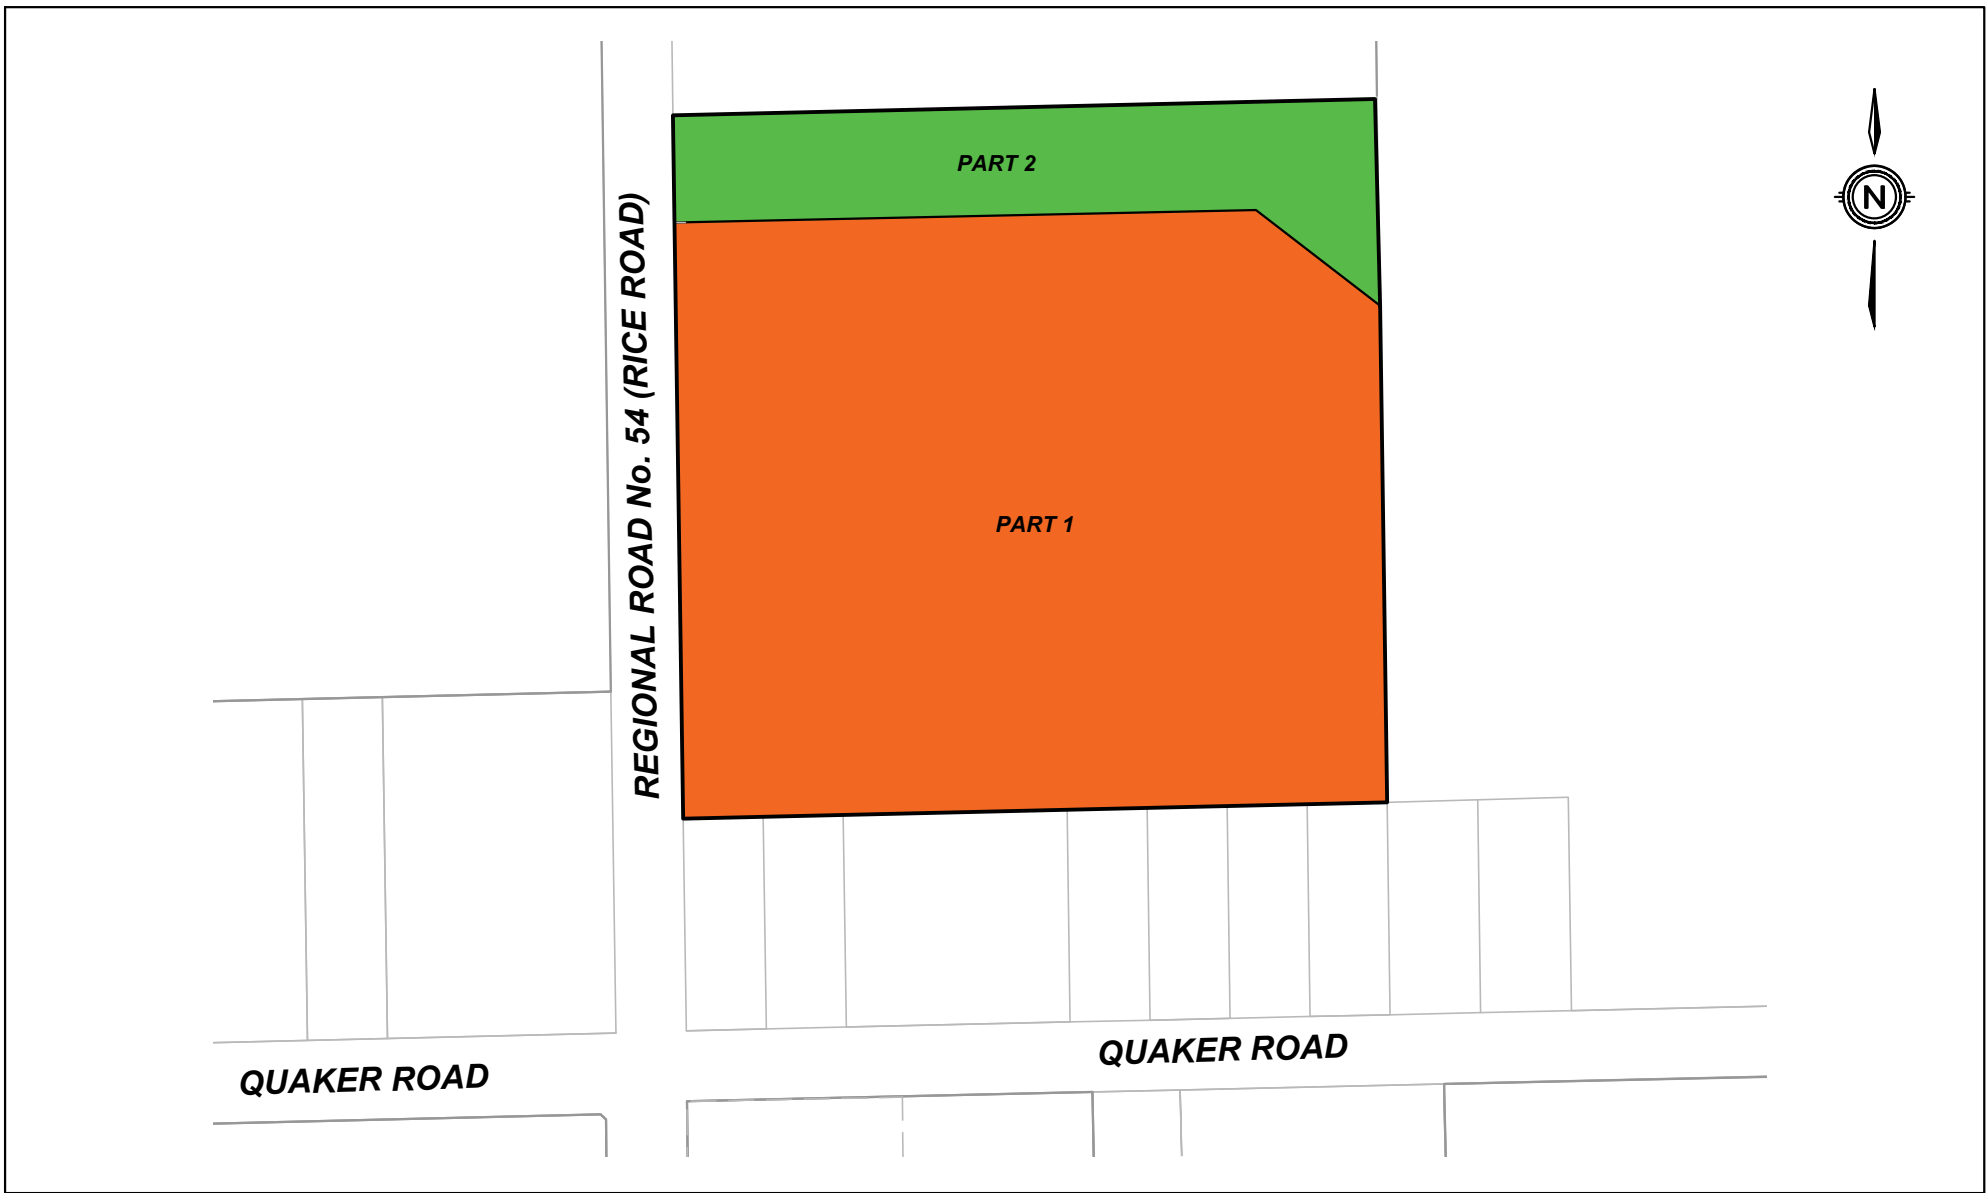 PART 2
N
REGIONAL ROAD No. 54 (RICE ROAD)
PART 1
QUAKER ROAD
QUAKER ROAD